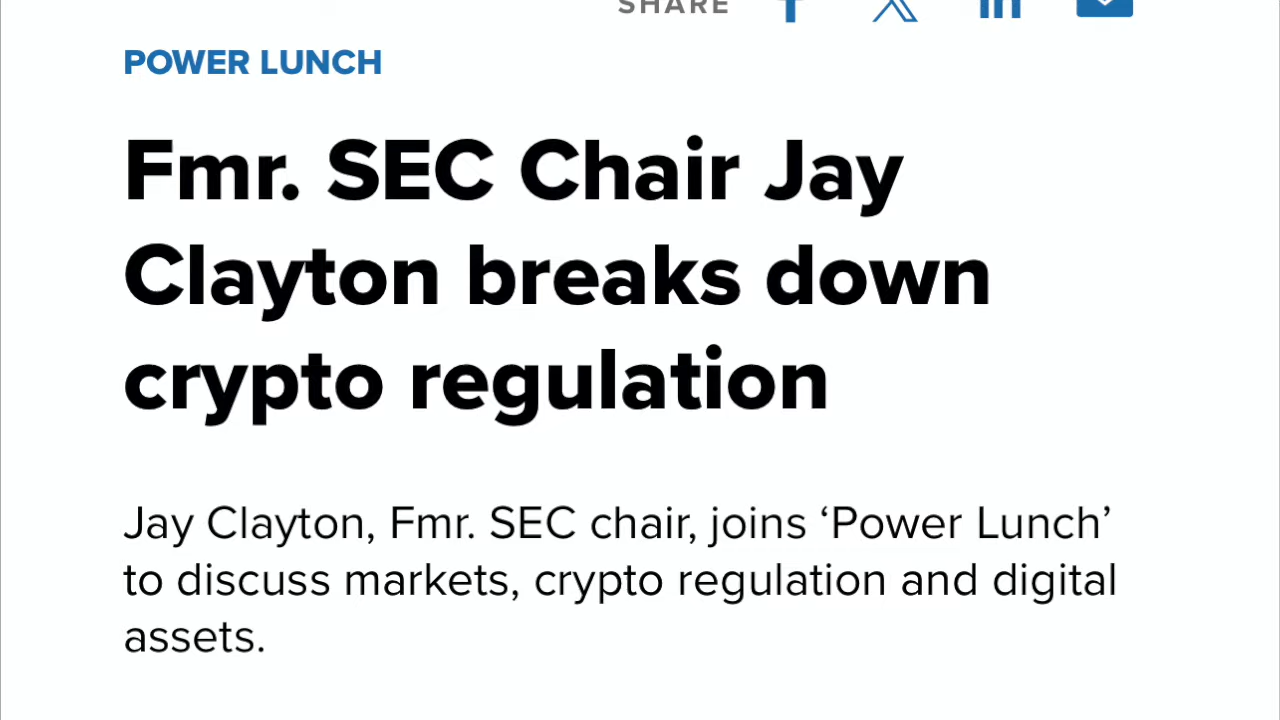 SHARE
POWER LUNCH
Fmr. SEC Chair Jay
Clayton breaks down
crypto regulation
Jay Clayton, Fmr. SEC chair, joins ‘Power Lunch’
to discuss markets, crypto regulation and digital
assets.